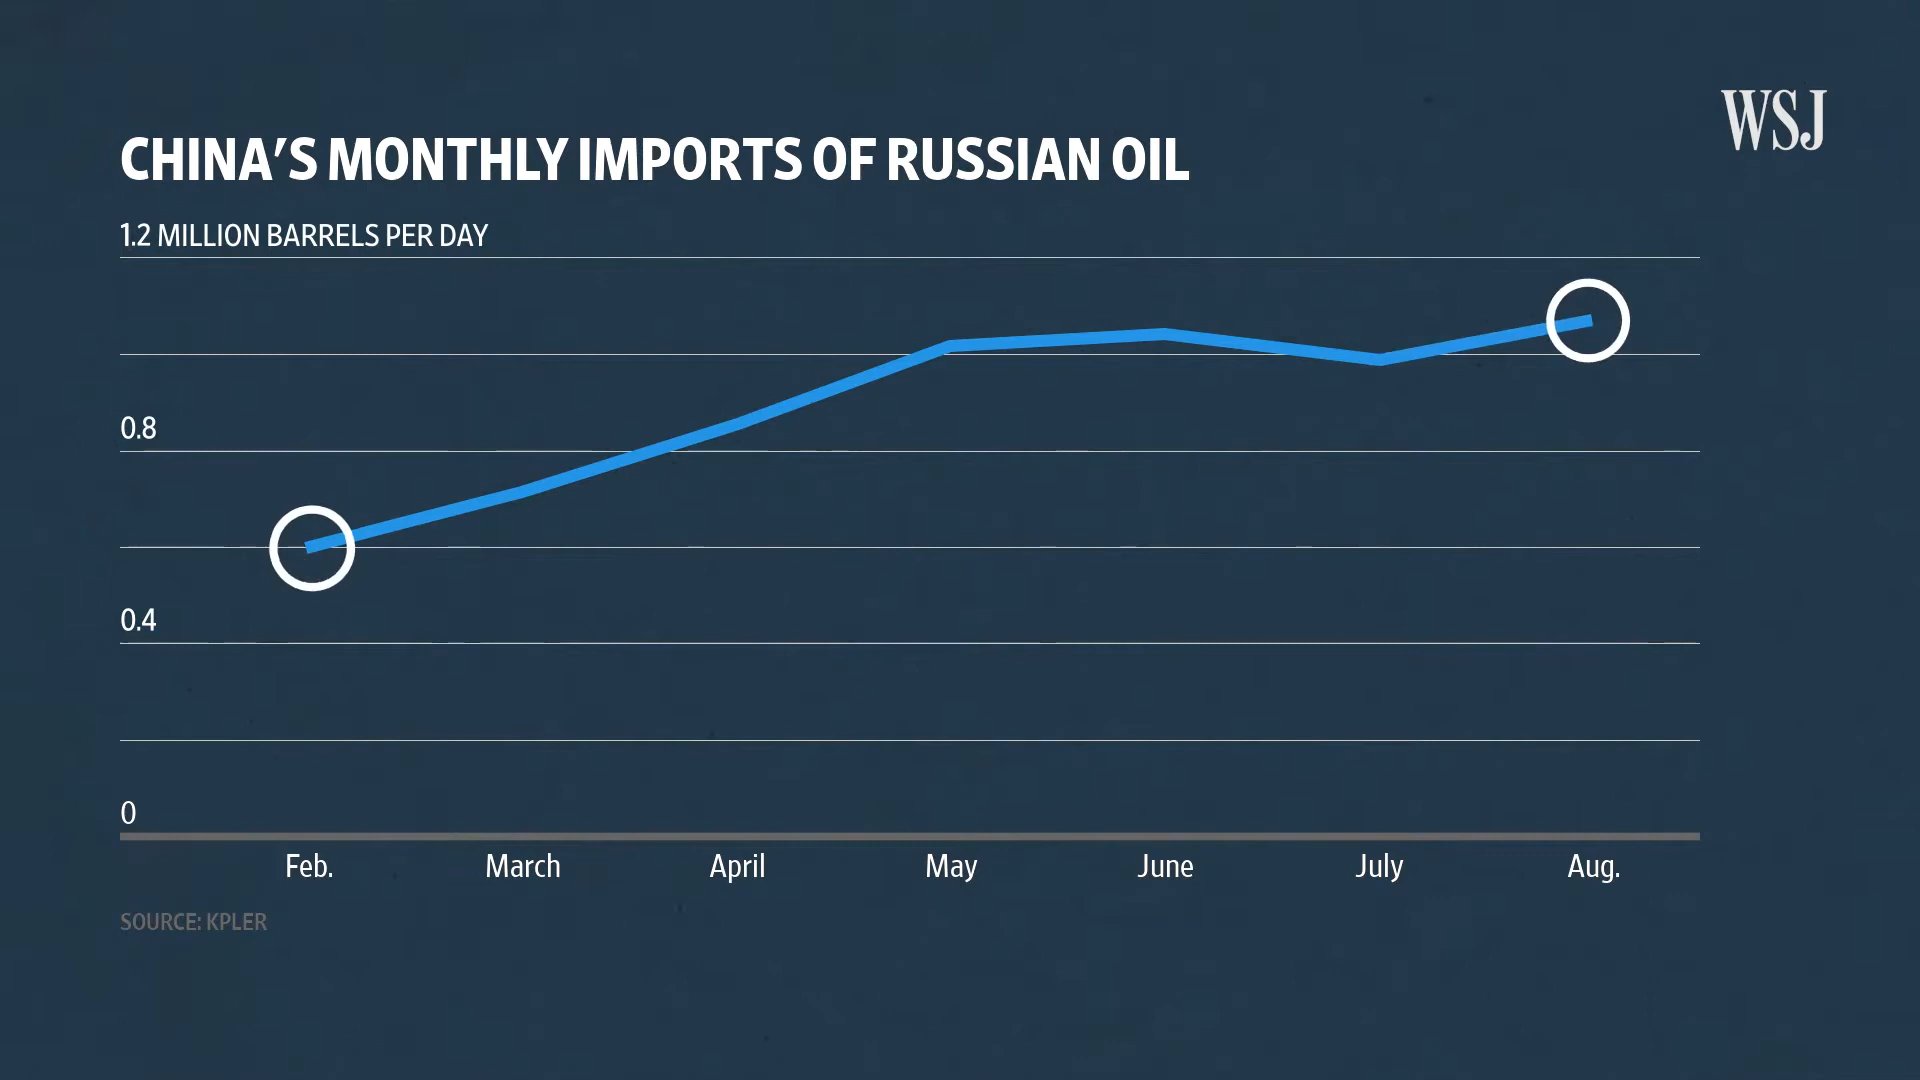 WSJ
CHINA’S MONTHLY IMPORTS OF RUSSIAN OIL
1.2 MILLION BARRELS PER DAY
0.8
0.4
0
Feb. March April May June July Aug.
SOURCE: KPLER